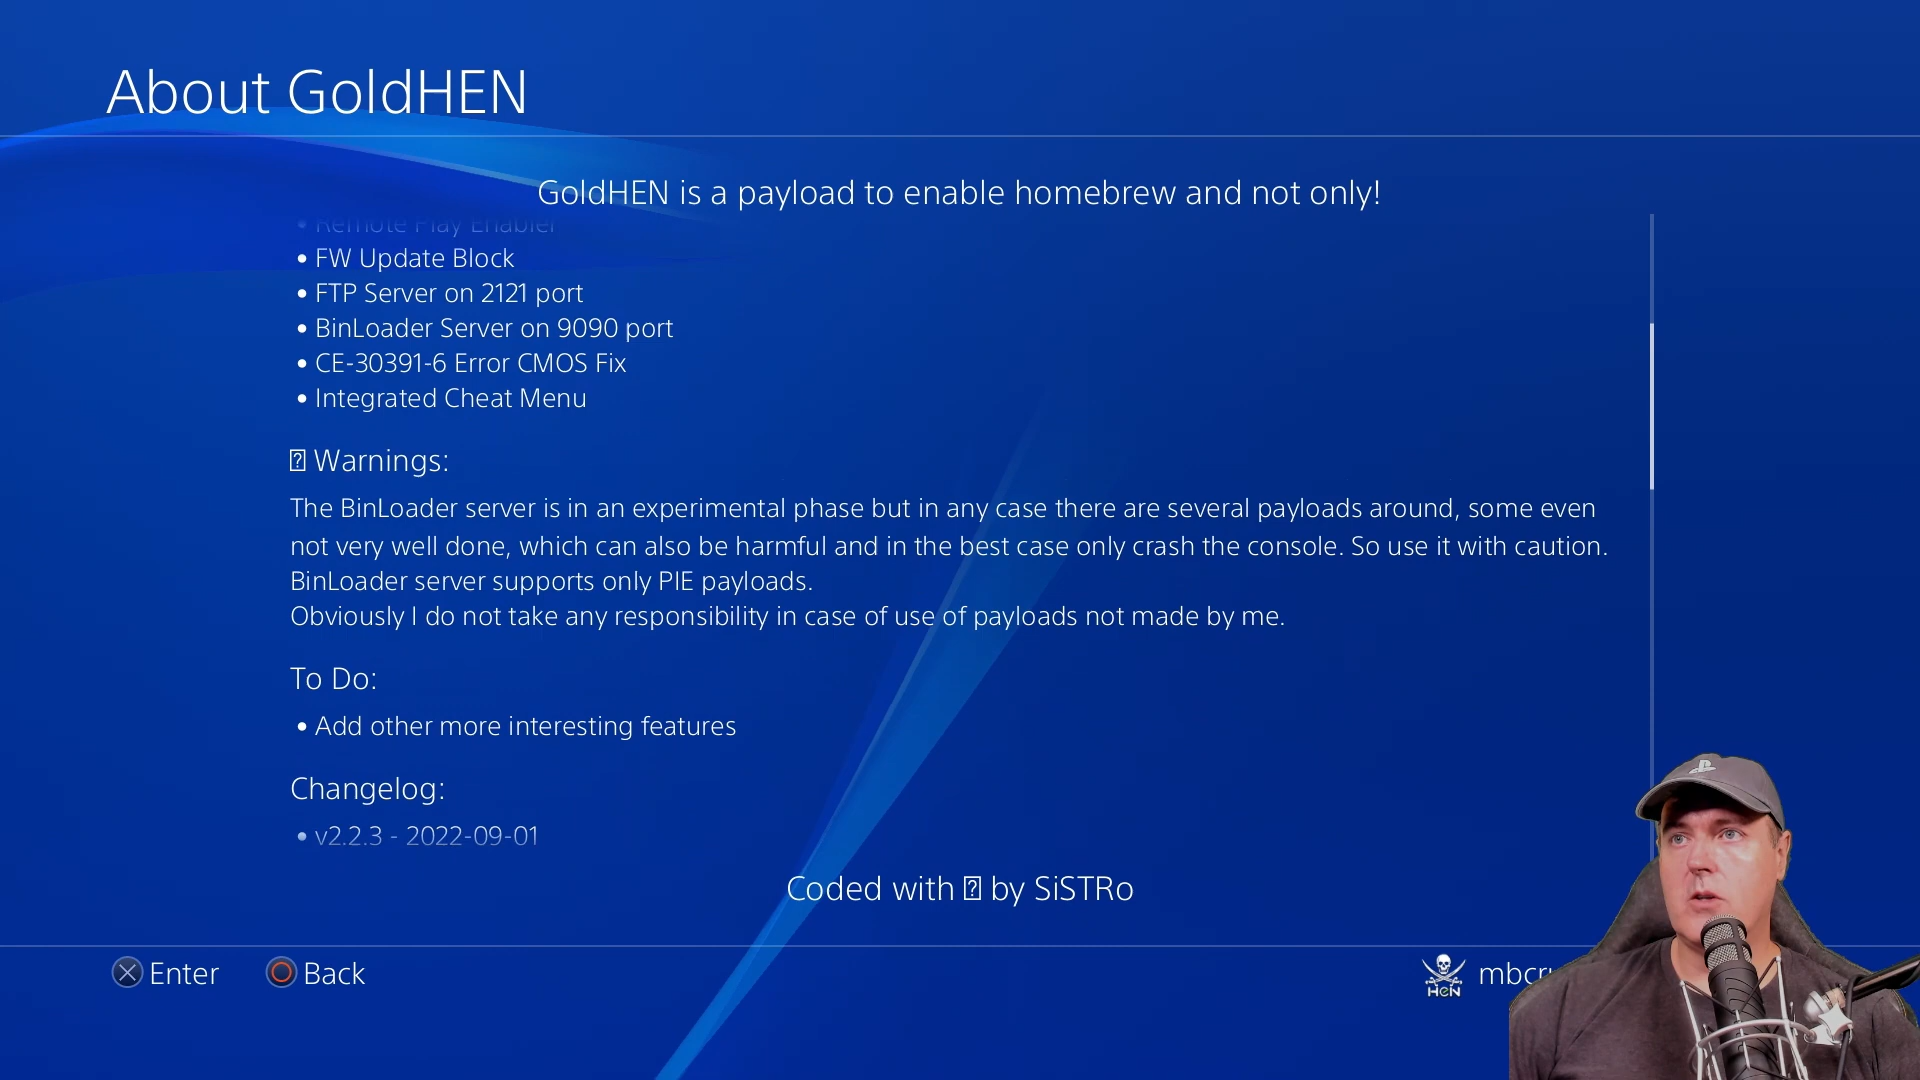 About GoldHEN
GoldHEN is a payload to enable homebrew and not only!
• Remote Play Enabler
• FW Update Block
• FTP Server on 2121 port
• BinLoader Server on 9090 port
• CE-30391-6 Error CMOS Fix
• Integrated Cheat Menu
⍰ Warnings:
The BinLoader server is in an experimental phase but in any case there are several payloads around, some even
not very well done, which can also be harmful and in the best case only crash the console. So use it with caution.
BinLoader server supports only PIE payloads.
Obviously I do not take any responsibility in case of use of payloads not made by me.
To Do:
• Add other more interesting features
Changelog:
• v2.2.3 - 2022-09-01
Coded with ⍰ by SiSTRo
Enter
Back
HeN